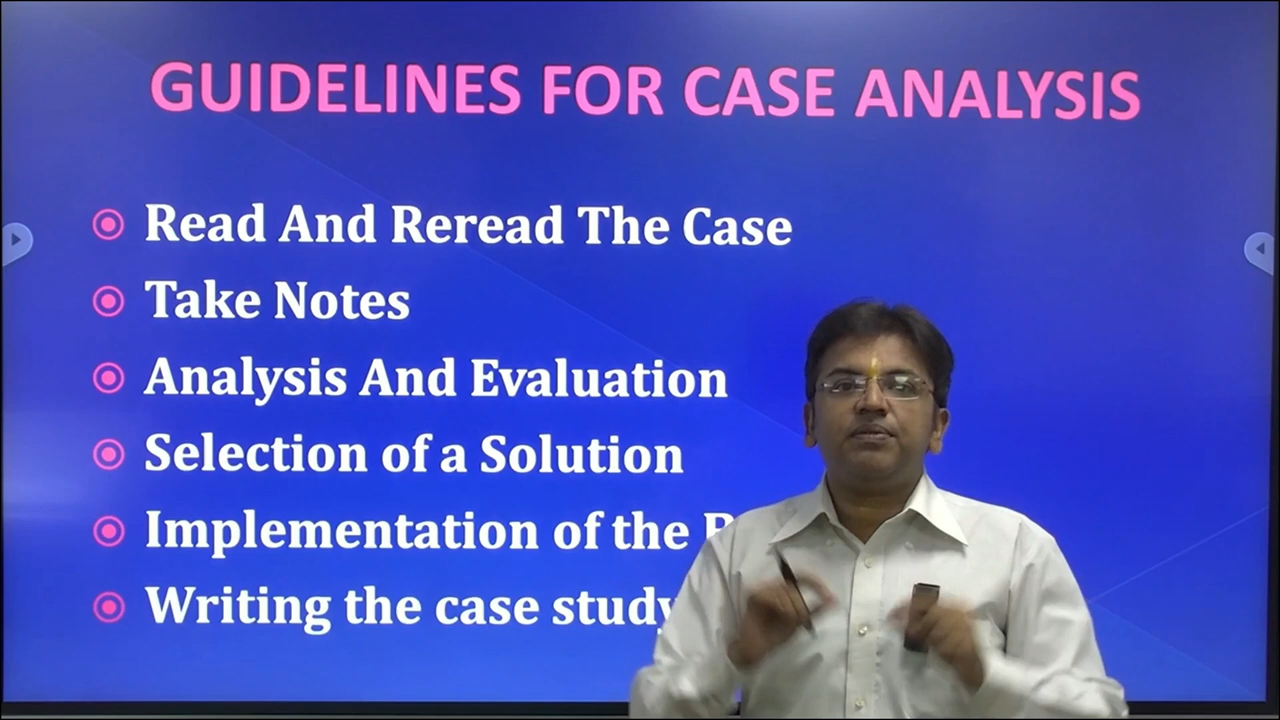 GUIDELINES FOR CASE ANALYSIS
Read And Reread The Case
Take Notes
Analysis And Evaluation
Selection of a Solution
Implementation of the
Writing the case study